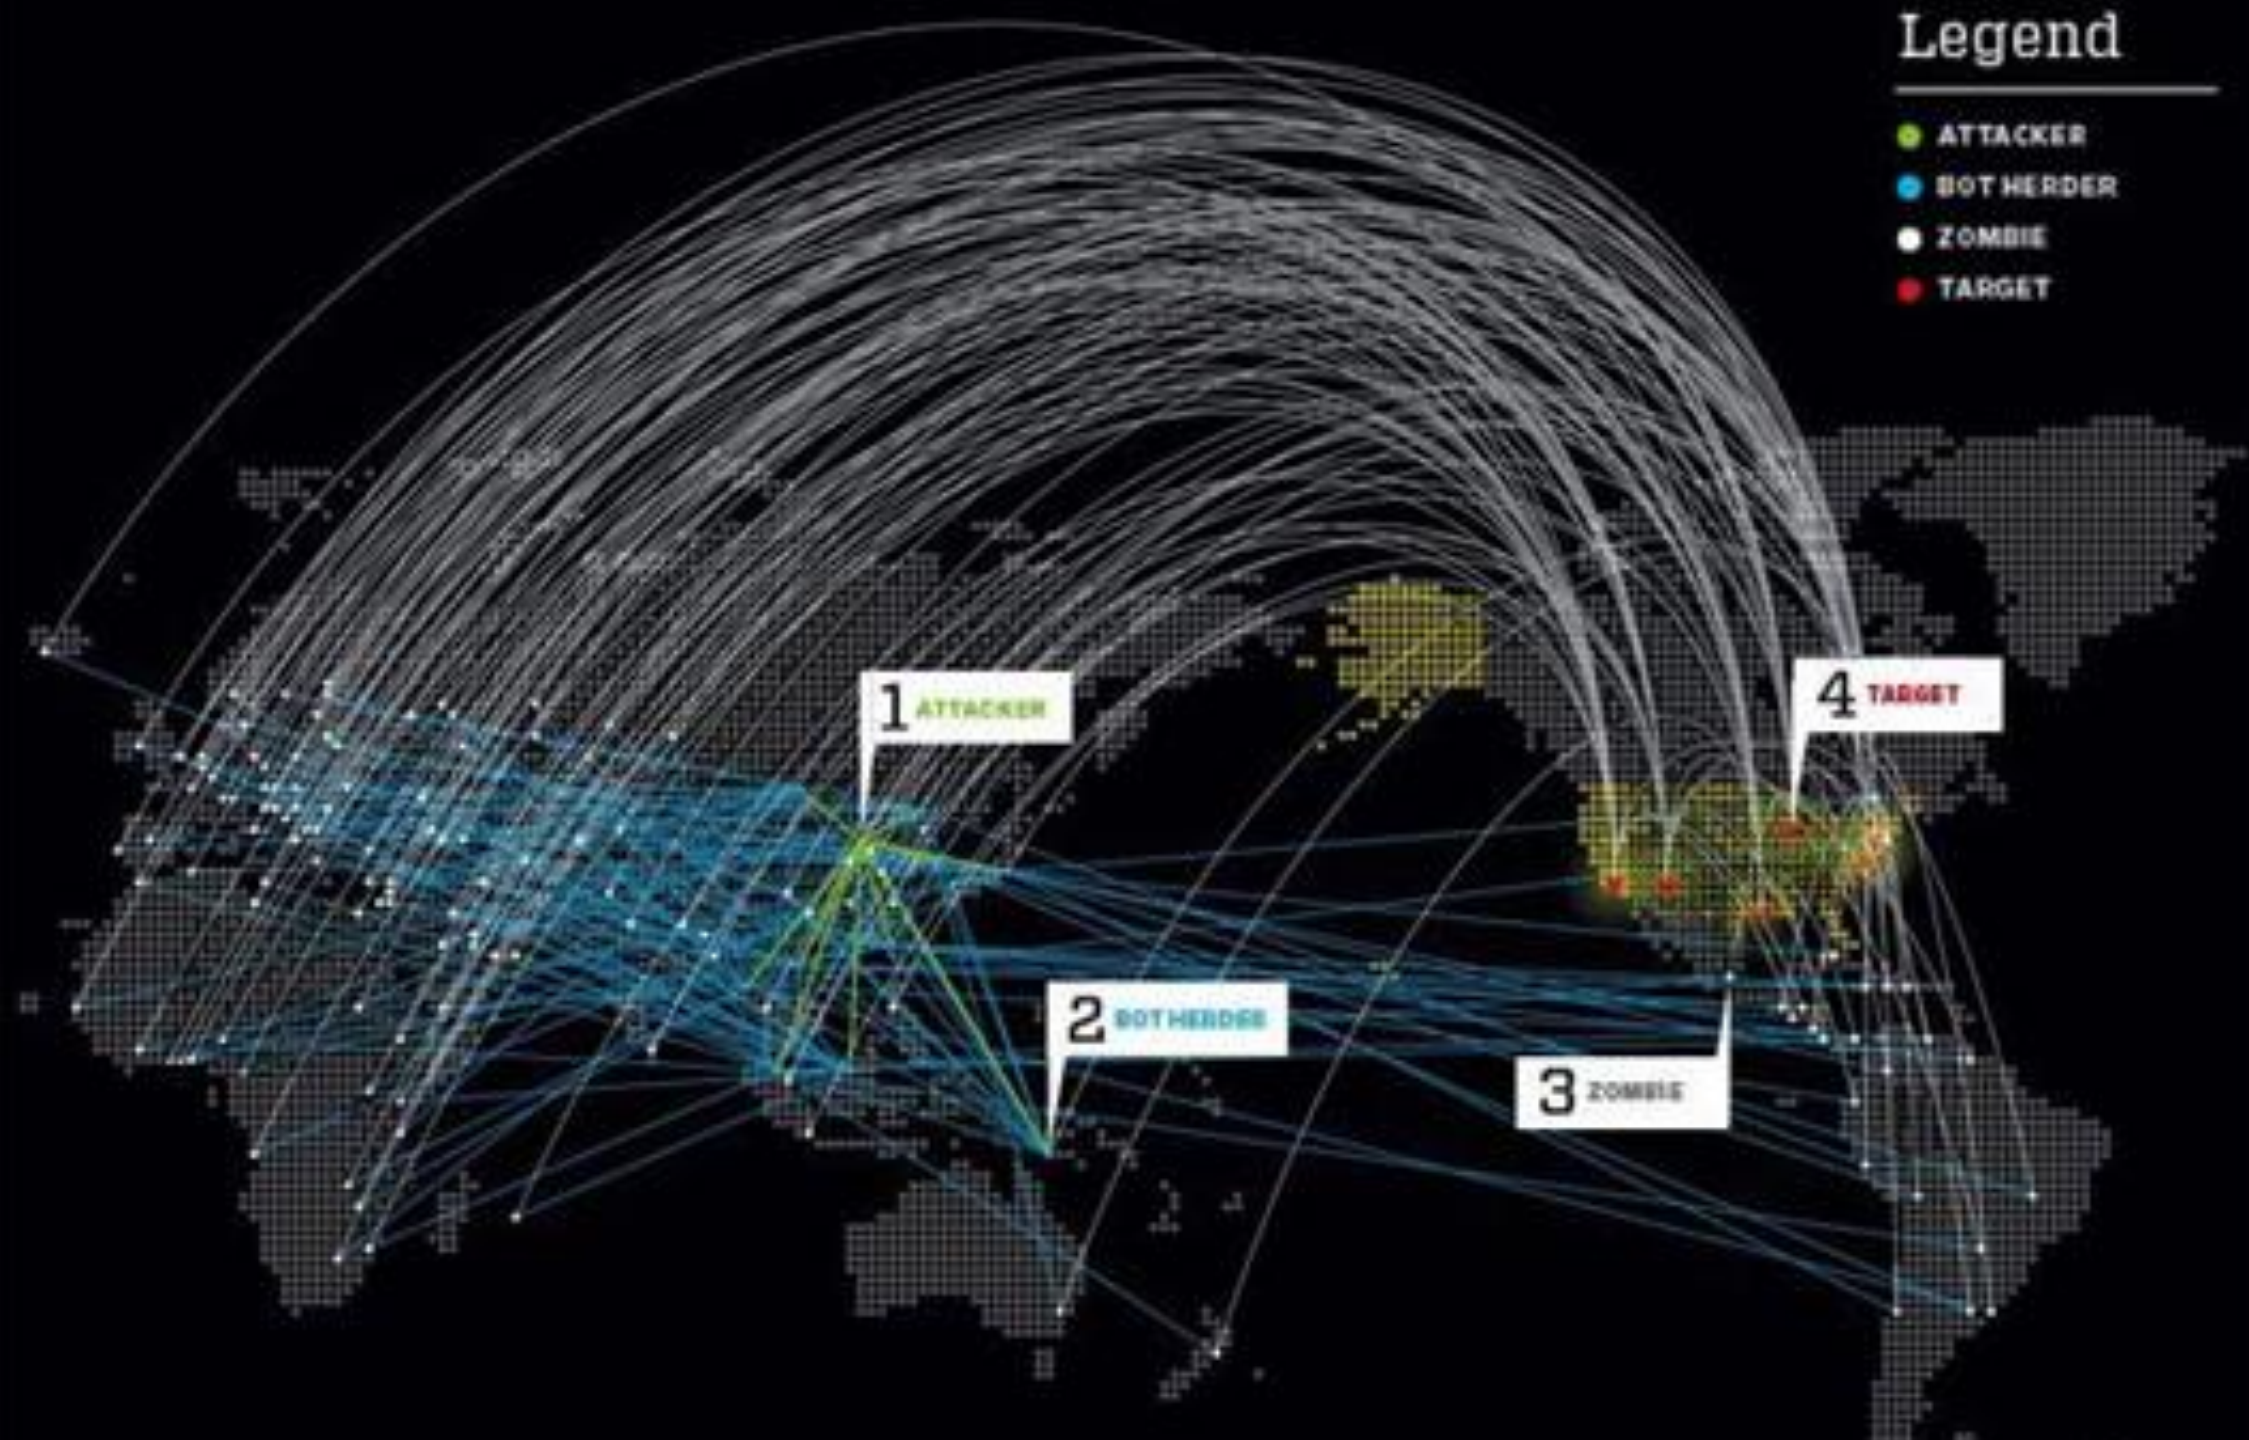 Legend
ATTACKER
BOT HERDER
ZOMBIE
TARGET
1 ATTACKER
4 TARGET
2 BOT HERDER
3 ZOMBIE